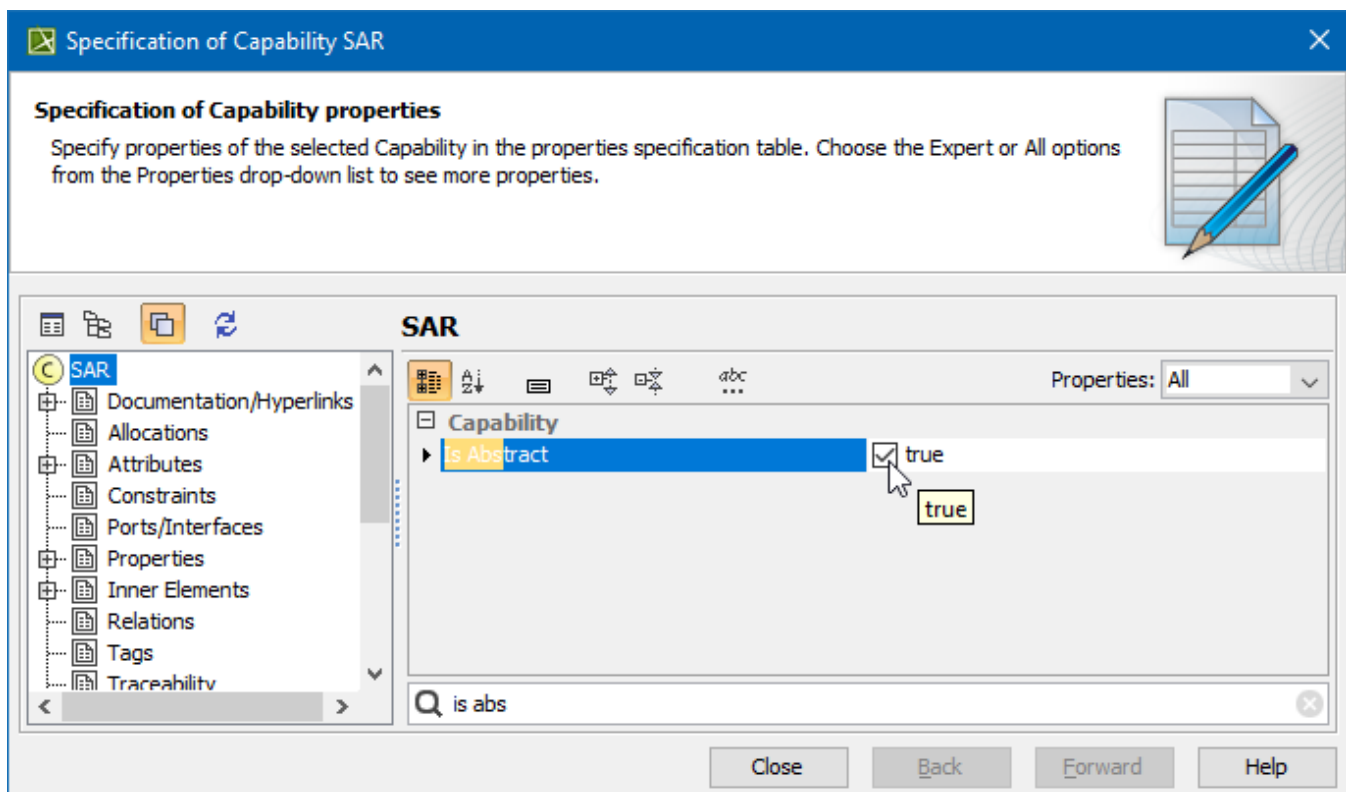 Specification of Capability SAR
Specification of Capability properties
Specify properties of the selected Capability in the properties specification table. Choose the Expert or All options
from the Properties drop-down list to see more properties.
SAR
C SAR
Documentation/Hyperlinks
Allocations
Attributes
Constraints
Ports/Interfaces
Properties
Inner Elements
Relations
Tags
Traceability
A Z abc Properties: All
Capability
Is Abstract true
true
is abs
Close Back Forward Help